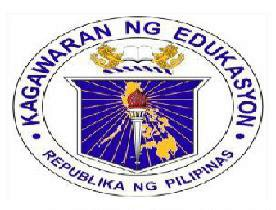 KAGAWARAN NG EDUKASYON
REPUBLIKA NG PILIPINAS